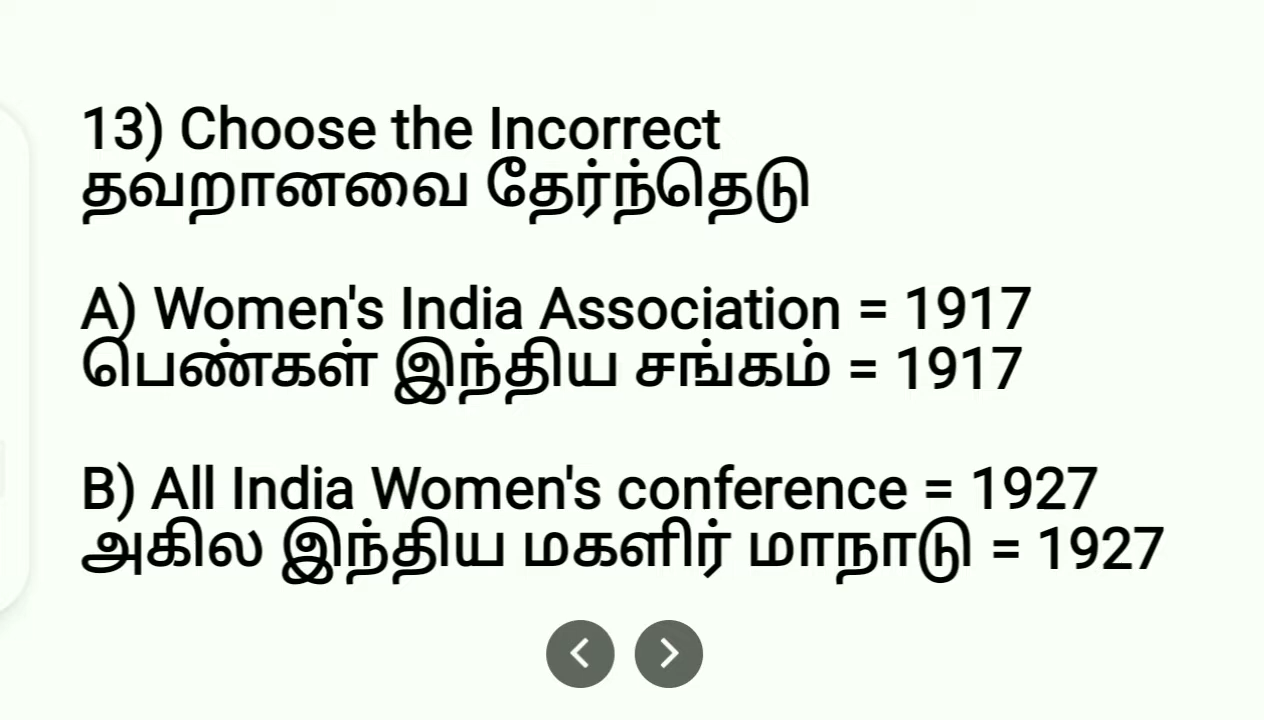 13) Choose the Incorrect
தவறானவை தேர்ந்தெடு
A) Women's India Association = 1917
பெண்கள் இந்திய சங்கம் = 1917
B) All India Women's conference = 1927
அகில இந்திய மகளிர் மாநாடு = 1927